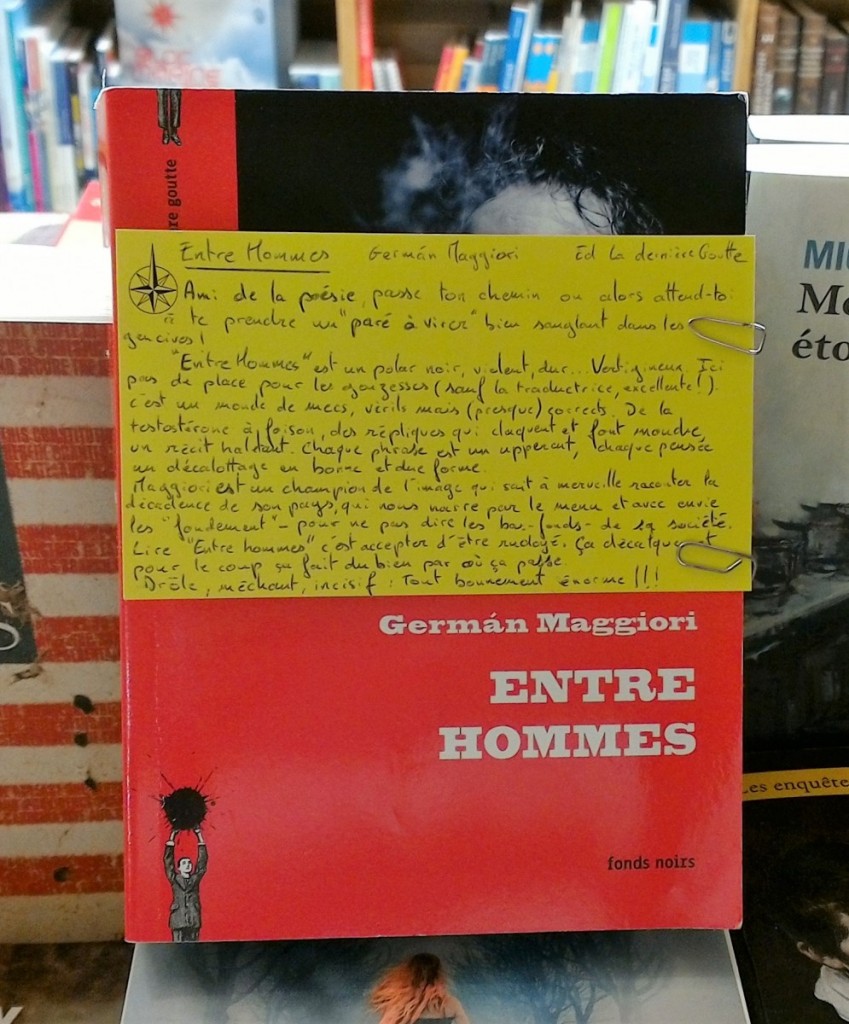 re goutte
Entre Hommes Germán Maggiori Ed La dernière Goutte
Ami de la poésie, passe ton chemin ou alors attend-toi
à te prendre un "paré à virer" bien sanglant dans les
gencives !
"Entre Hommes" est un polar noir, violent, dur... Vertigineux. Ici
pas de place pour les gonzesses (sauf la traductrice, excellente !).
c'est un monde de mecs, virils mais (presque) corrects. De la
testostérone à foison, des répliques qui claquent et font mouche,
un récit haletant. Chaque phrase est un uppercut, chaque pensée
un décalottage en bonne et due forme.
Maggiori est un champion de l'image qui sait à merveille raconter la
décadence de son pays, qui nous narre par le menu et avec envie
les "fondement" - pour ne pas dire les bas-fonds - de la société.
Lire "Entre hommes" c'est accepter d'être rudoyé. Ça décalque et
pour le coup ça fait du bien par où ça passe.
Drôle, méchant, incisif : Tout bonnement énorme !!!
Germán Maggiori
ENTRE
HOMMES
fonds noirs
MI
Mo
éto
Les enquête